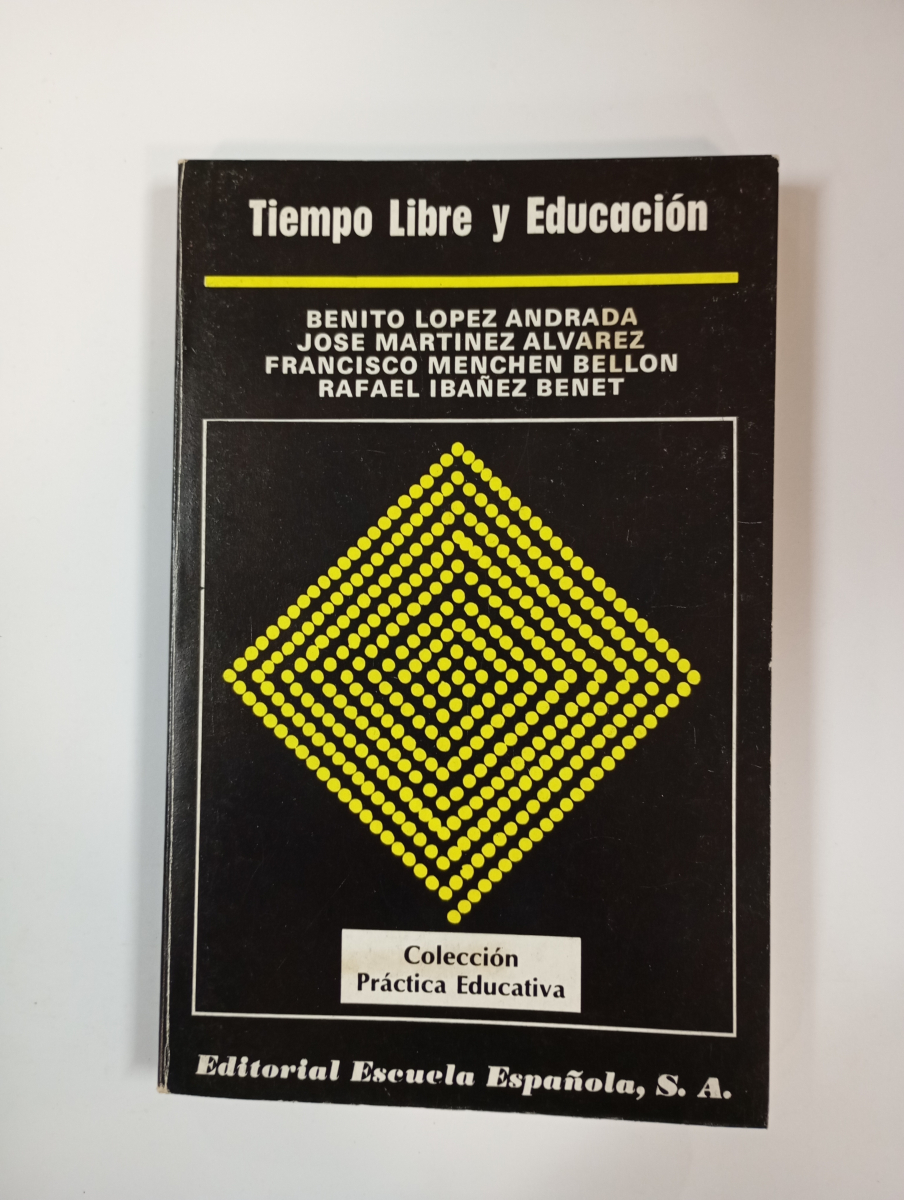 Tiempo Libre y Educación
BENITO LOPEZ ANDRADA
JOSE MARTINEZ ALVAREZ
FRANCISCO MENCHEN BELLON
RAFAEL IBAÑEZ BENET
Colección
Práctica Educativa
Editorial Escuela Española, S. A.